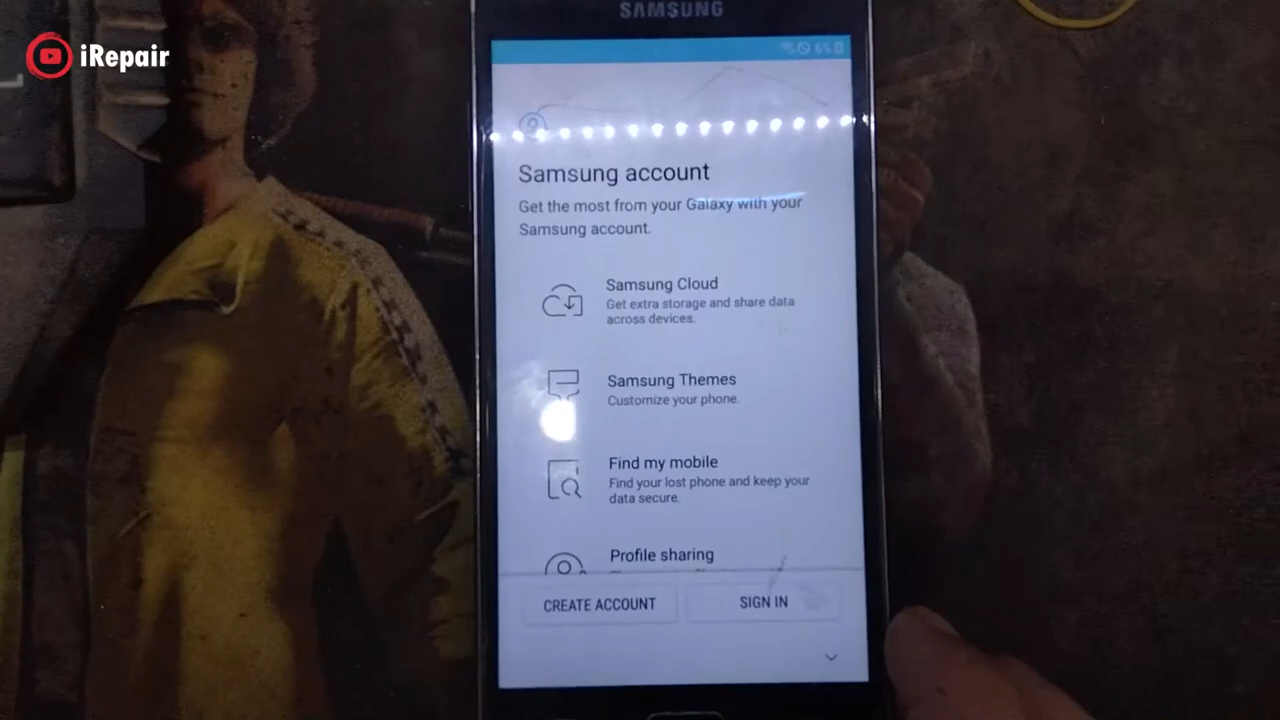 iRepair
SAMSUNG
6%
Samsung account
Get the most from your Galaxy with your
Samsung account.
Samsung Cloud
Get extra storage and share data
across devices.
Samsung Themes
Customize your phone.
Find my mobile
Find your lost phone and keep your
data secure.
Profile sharing
CREATE ACCOUNT
SIGN IN